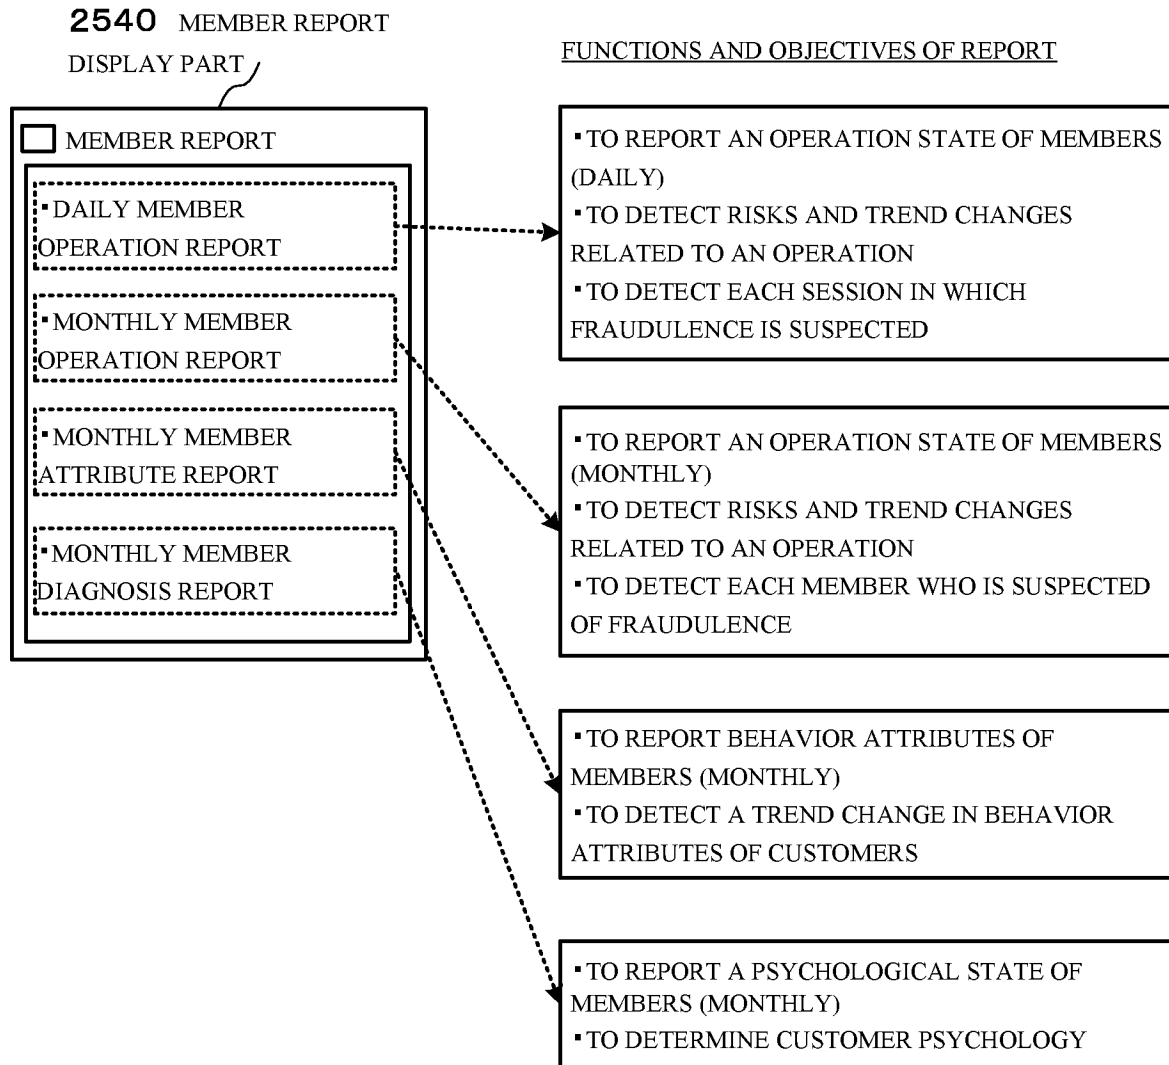 2540 MEMBER REPORT
DISPLAY PART
FUNCTIONS AND OBJECTIVES OF REPORT
MEMBER REPORT
▪DAILY MEMBER
OPERATION REPORT
▪MONTHLY MEMBER
OPERATION REPORT
▪MONTHLY MEMBER
ATTRIBUTE REPORT
▪MONTHLY MEMBER
DIAGNOSIS REPORT
▪TO REPORT AN OPERATION STATE OF MEMBERS
(DAILY)
▪TO DETECT RISKS AND TREND CHANGES
RELATED TO AN OPERATION
▪TO DETECT EACH SESSION IN WHICH
FRAUDULENCE IS SUSPECTED
▪TO REPORT AN OPERATION STATE OF MEMBERS
(MONTHLY)
▪TO DETECT RISKS AND TREND CHANGES
RELATED TO AN OPERATION
▪TO DETECT EACH MEMBER WHO IS SUSPECTED
OF FRAUDULENCE
▪TO REPORT BEHAVIOR ATTRIBUTES OF
MEMBERS (MONTHLY)
▪TO DETECT A TREND CHANGE IN BEHAVIOR
ATTRIBUTES OF CUSTOMERS
▪TO REPORT A PSYCHOLOGICAL STATE OF
MEMBERS (MONTHLY)
▪TO DETERMINE CUSTOMER PSYCHOLOGY